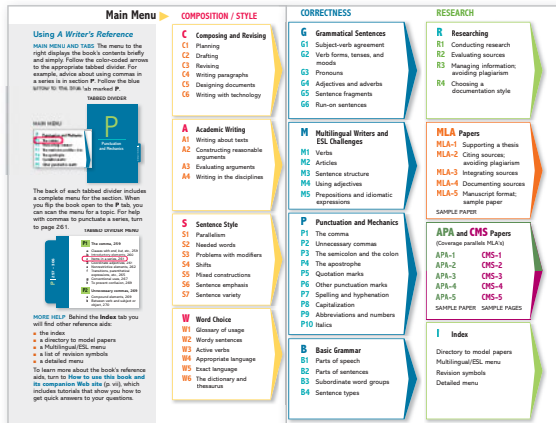 Main Menu
Using A Writer's Reference
MAIN MENU AND TABS The menu to the
right displays the book's contents briefly
and simply. Follow the color-coded arrows
to the appropriate tabbed divider. For
example, advice about using commas in
a series is in section P. Follow the blue
arrow to the blue tab marked P.
TABBED DIVIDER
MAIN MENU
P
Punctuation
and Mechanics
The back of each tabbed divider includes
a complete menu for the section. When
you flip the book open to the P tab, you
can scan the menu for a topic. For help
with commas to punctuate a series, turn
to page 261.
TABBED DIVIDER MENU
P1 The comma, 259
P2 Unnecessary commas, 269
MORE HELP Behind the Index tab you
will find other reference aids:
the index
a directory to model papers
a Multilingual/ESL menu
a list of revision symbols
a detailed menu
To learn more about the book's reference
aids, turn to How to use this book and
its companion Web site (p. vii), which
includes tutorials that show you how to
get quick answers to your questions.
COMPOSITION / STYLE
C Composing and Revising
C1 Planning
C2 Drafting
C3 Revising
C4 Writing paragraphs
C5 Designing documents
C6 Writing with technology
A Academic Writing
A1 Writing about texts
A2 Constructing reasonable
arguments
A3 Evaluating arguments
A4 Writing in the disciplines
S Sentence Style
S1 Parallelism
S2 Needed words
S3 Problems with modifiers
S4 Shifts
S5 Mixed constructions
S6 Sentence emphasis
S7 Sentence variety
W Word Choice
W1 Glossary of usage
W2 Wordy sentences
W3 Active verbs
W4 Appropriate language
W5 Exact language
W6 The dictionary and
thesaurus
CORRECTNESS
G Grammatical Sentences
G1 Subject-verb agreement
G2 Verb forms, tenses, and
moods
G3 Pronouns
G4 Adjectives and adverbs
G5 Sentence fragments
G6 Run-on sentences
M Multilingual Writers and
ESL Challenges
M1 Verbs
M2 Articles
M3 Sentence structure
M4 Using adjectives
M5 Prepositions and idiomatic
expressions
P Punctuation and Mechanics
P1 The comma
P2 Unnecessary commas
P3 The semicolon and the colon
P4 The apostrophe
P5 Quotation marks
P6 Other punctuation marks
P7 Spelling and hyphenation
P8 Capitalization
P9 Abbreviations and numbers
P10 Italics
B Basic Grammar
B1 Parts of speech
B2 Parts of sentences
B3 Subordinate word groups
B4 Sentence types
RESEARCH
R Researching
R1 Conducting research
R2 Evaluating sources
R3 Managing information;
avoiding plagiarism
R4 Choosing a
documentation style
MLA Papers
MLA-1 Supporting a thesis
MLA-2 Citing sources;
avoiding plagiarism
MLA-3 Integrating sources
MLA-4 Documenting sources
MLA-5 Manuscript format;
sample paper
SAMPLE PAPER
APA and CMS Papers
(Coverage parallels MLA's)
APA-1 CMS-1
APA-2 CMS-2
APA-3 CMS-3
APA-4 CMS-4
APA-5 CMS-5
SAMPLE PAPER SAMPLE PAGES
I Index
Directory to model papers
Multilingual/ESL menu
Revision symbols
Detailed menu